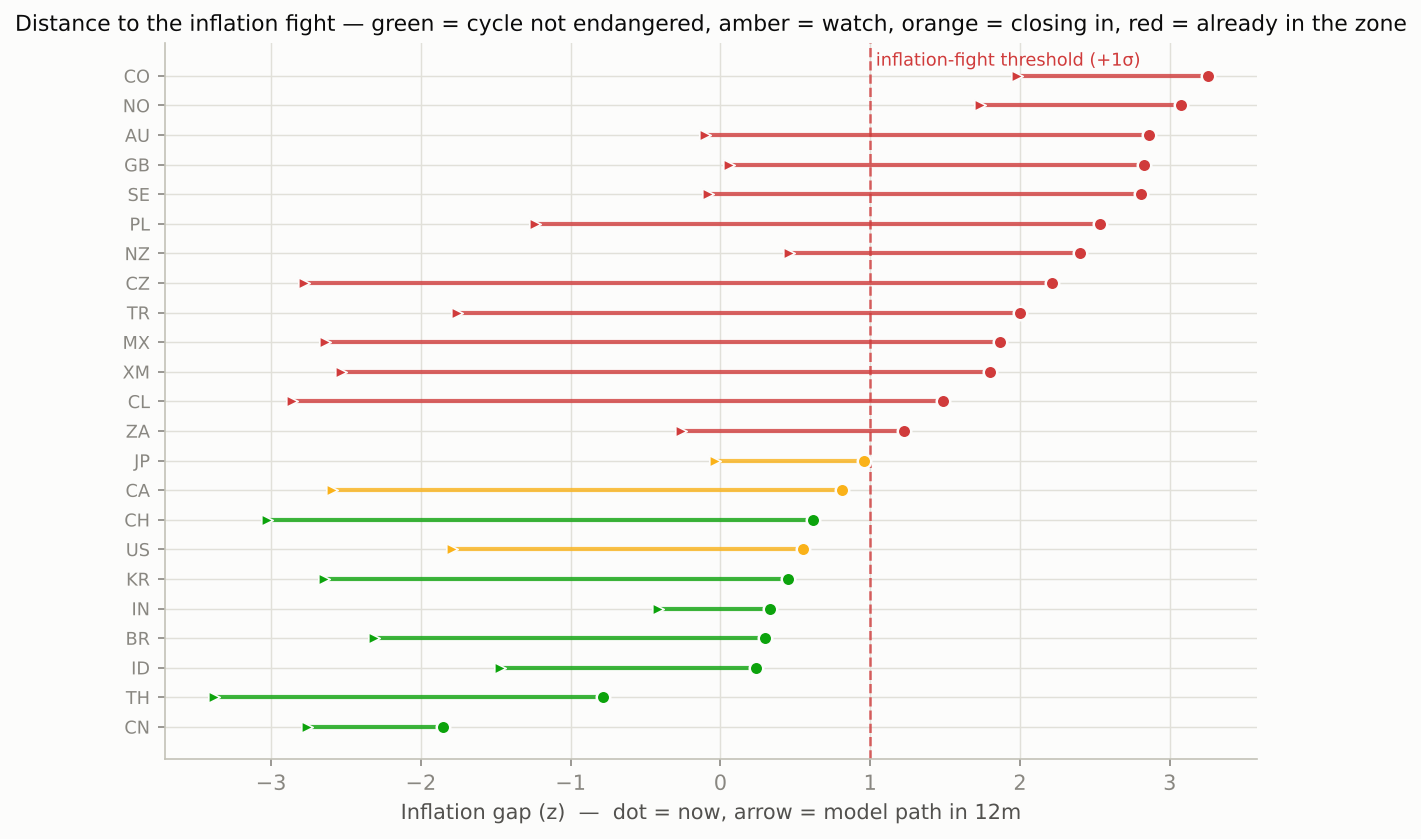 Distance to the inflation fight — green = cycle not endangered, amber = watch, orange = closing in, red = already in the zone
inflation-fight threshold (+1σ)
CO
NO
AU
GB
SE
PL
NZ
CZ
TR
MX
XM
CL
ZA
JP
CA
CH
US
KR
IN
BR
ID
TH
CN
−3 −2 −1 0 1 2 3
Inflation gap (z) — dot = now, arrow = model path in 12m